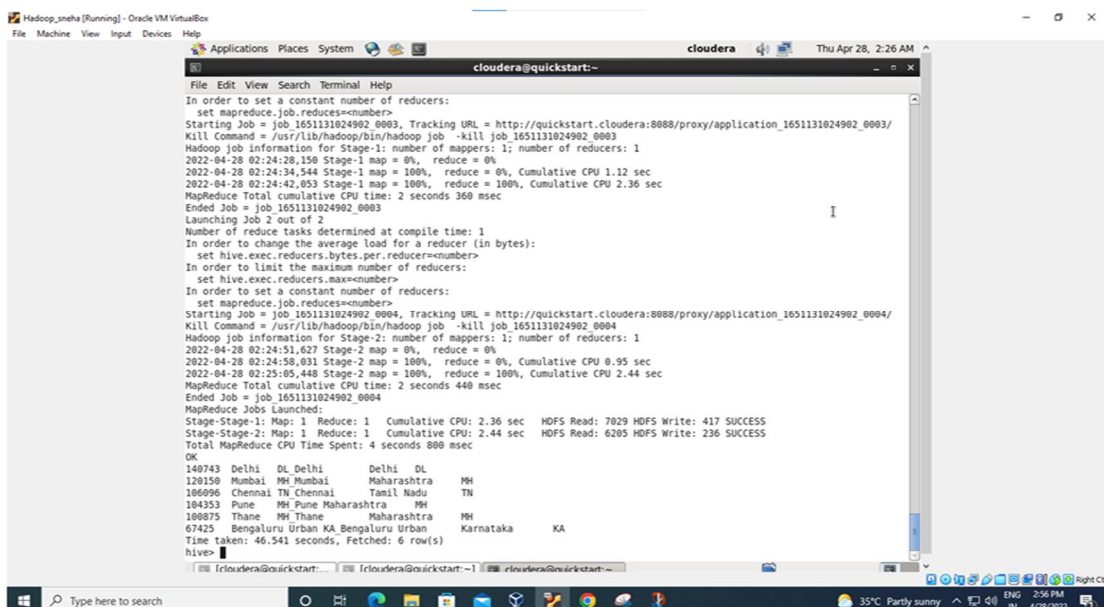 Hadoop_sneha [Running] - Oracle VM VirtualBox
File Machine View Input Devices Help
Applications Places System cloudera Thu Apr 28, 2:26 AM
cloudera@quickstart:~
File Edit View Search Terminal Help
In order to set a constant number of reducers:
set mapreduce.job.reduces=<number>
Starting Job = job_1651131024902_0003, Tracking URL = http://quickstart.cloudera:8088/proxy/application_1651131024902_0003/
Kill Command = /usr/lib/hadoop/bin/hadoop job -kill job_1651131024902_0003
Hadoop job information for Stage-1: number of mappers: 1; number of reducers: 1
2022-04-28 02:24:28,150 Stage-1 map = 0%, reduce = 0%
2022-04-28 02:24:34,544 Stage-1 map = 100%, reduce = 0%, Cumulative CPU 1.12 sec
2022-04-28 02:24:42,053 Stage-1 map = 100%, reduce = 100%, Cumulative CPU 2.36 sec
MapReduce Total cumulative CPU time: 2 seconds 360 msec
Ended Job = job_1651131024902_0003
Launching Job 2 out of 2
Number of reduce tasks determined at compile time: 1
In order to change the average load for a reducer (in bytes):
set hive.exec.reducers.bytes.per.reducer=<number>
In order to limit the maximum number of reducers:
set hive.exec.reducers.max=<number>
In order to set a constant number of reducers:
set mapreduce.job.reduces=<number>
Starting Job = job_1651131024902_0004, Tracking URL = http://quickstart.cloudera:8088/proxy/application_1651131024902_0004/
Kill Command = /usr/lib/hadoop/bin/hadoop job -kill job_1651131024902_0004
Hadoop job information for Stage-2: number of mappers: 1; number of reducers: 1
2022-04-28 02:24:51,627 Stage-2 map = 0%, reduce = 0%
2022-04-28 02:24:58,031 Stage-2 map = 100%, reduce = 0%, Cumulative CPU 0.95 sec
2022-04-28 02:25:05,448 Stage-2 map = 100%, reduce = 100%, Cumulative CPU 2.44 sec
MapReduce Total cumulative CPU time: 2 seconds 440 msec
Ended Job = job_1651131024902_0004
MapReduce Jobs Launched:
Stage-Stage-1: Map: 1 Reduce: 1 Cumulative CPU: 2.36 sec HDFS Read: 7029 HDFS Write: 417 SUCCESS
Stage-Stage-2: Map: 1 Reduce: 1 Cumulative CPU: 2.44 sec HDFS Read: 6205 HDFS Write: 236 SUCCESS
Total MapReduce CPU Time Spent: 4 seconds 800 msec
OK
140743 Delhi DL_Delhi Delhi DL
120150 Mumbai MH_Mumbai Maharashtra MH
106096 Chennai TN_Chennai Tamil Nadu TN
104353 Pune MH_Pune Maharashtra MH
100875 Thane MH_Thane Maharashtra MH
67425 Bengaluru Urban KA_Bengaluru Urban Karnataka KA
Time taken: 46.541 seconds, Fetched: 6 row(s)
hive>
[cloudera@quickstart:... [cloudera@quickstart:~] cloudera@quickstart:~
Right Ct
Type here to search 35°C Partly sunny ENG 2:56 PM
IN 4/28/2022